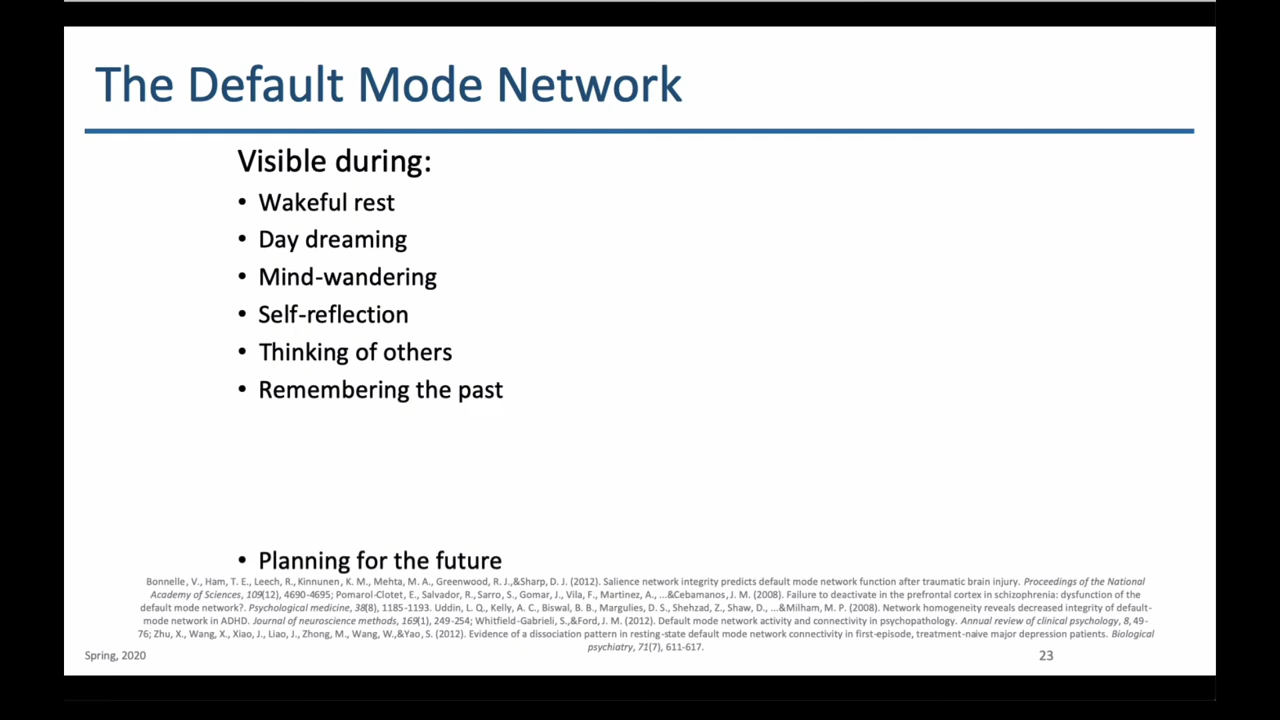 The Default Mode Network
Visible during:
• Wakeful rest
• Day dreaming
• Mind-wandering
• Self-reflection
• Thinking of others
• Remembering the past
• Planning for the future
Bonnelle, V., Ham, T. E., Leech, R., Kinnunen, K. M., Mehta, M. A., Greenwood, R. J.,&Sharp, D. J. (2012). Salience network integrity predicts default mode network function after traumatic brain injury. Proceedings of the National
Academy of Sciences, 109(12), 4690-4695; Pomarol-Clotet, E., Salvador, R., Sarro, S., Gomar, J., Vila, F., Martinez, A., ...&Cebamanos, J. M. (2008). Failure to deactivate in the prefrontal cortex in schizophrenia: dysfunction of the
default mode network?. Psychological medicine, 38(8), 1185-1193. Uddin, L. Q., Kelly, A. C., Biswal, B. B., Margulies, D. S., Shehzad, Z., Shaw, D., ...&Milham, M. P. (2008). Network homogeneity reveals decreased integrity of default-
mode network in ADHD. Journal of neuroscience methods, 169(1), 249-254; Whitfield-Gabrieli, S.,&Ford, J. M. (2012). Default mode network activity and connectivity in psychopathology. Annual review of clinical psychology, 8, 49-
76; Zhu, X., Wang, X., Xiao, J., Liao, J., Zhong, M., Wang, W.,&Yao, S. (2012). Evidence of a dissociation pattern in resting-state default mode network connectivity in first-episode, treatment-naive major depression patients. Biological
psychiatry, 71(7), 611-617.
Spring, 2020
23